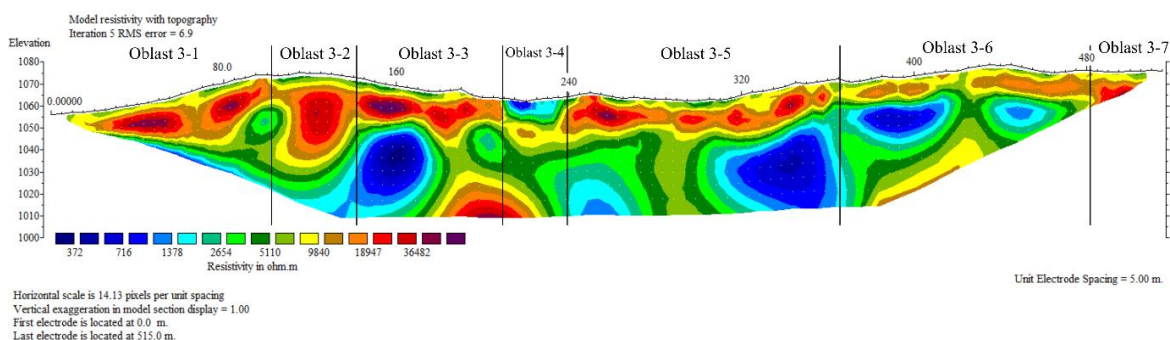 Model resistivity with topography
Iteration 5 RMS error = 6.9
Elevation
Oblast 3-1 Oblast 3-2 Oblast 3-3 Oblast 3-4 Oblast 3-5 Oblast 3-6 Oblast 3-7
0.00000 80.0 160 240 320 400 480
1080
1070
1060
1050
1040
1030
1020
1010
1000
372 716 1378 2654 5110 9840 18947 36482
Resistivity in ohm.m
Unit Electrode Spacing = 5.00 m.
Horizontal scale is 14.13 pixels per unit spacing
Vertical exaggeration in model section display = 1.00
First electrode is located at 0.0 m.
Last electrode is located at 515.0 m.